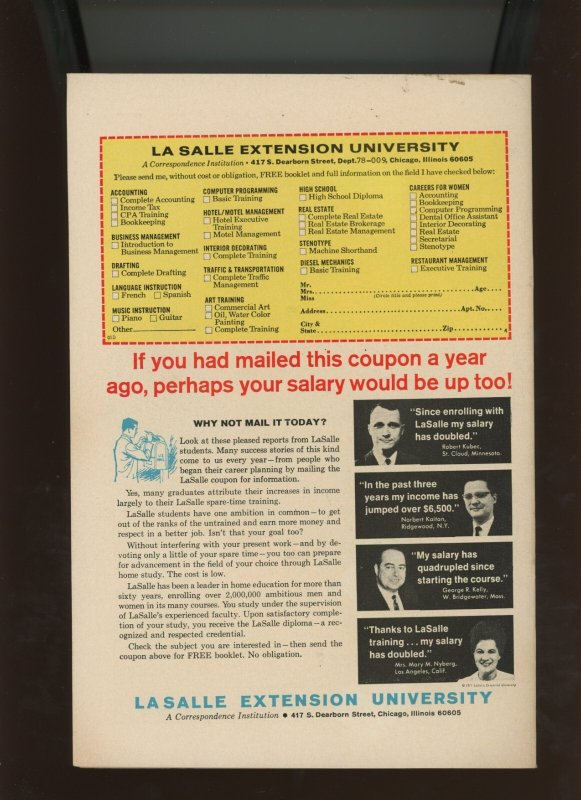 LA SALLE EXTENSION UNIVERSITY
A Correspondence Institution • 417 S. Dearborn Street, Dept. 78-009, Chicago, Illinois 60605
Please send me, without cost or obligation, FREE booklet and full information on the field I have checked below:
ACCOUNTING
Complete Accounting
Income Tax
CPA Training
Bookkeeping
BUSINESS MANAGEMENT
Introduction to
Business Management
DRAFTING
Complete Drafting
LANGUAGE INSTRUCTION
French Spanish
MUSIC INSTRUCTION
Piano Guitar
Other
COMPUTER PROGRAMMING
Basic Training
HOTEL/MOTEL MANAGEMENT
Hotel Executive
Training
Motel Management
INTERIOR DECORATING
Complete Training
TRAFFIC & TRANSPORTATION
Complete Traffic
Management
ART TRAINING
Commercial Art
Oil, Water Color
Painting
Complete Training
HIGH SCHOOL
High School Diploma
REAL ESTATE
Complete Real Estate
Real Estate Brokerage
Real Estate Management
STENOTYPE
Machine Shorthand
DIESEL MECHANICS
Basic Training
CAREERS FOR WOMEN
Accounting
Bookkeeping
Computer Programming
Dental Office Assistant
Interior Decorating
Real Estate
Secretarial
Stenotype
RESTAURANT MANAGEMENT
Executive Training
Mr.
Mrs. Age
Miss (Circle title and please print)
Address Apt. No.
City &
State Zip
If you had mailed this coupon a year
ago, perhaps your salary would be up too!
WHY NOT MAIL IT TODAY?
Look at these pleased reports from LaSalle
students. Many success stories of this kind
come to us every year—from people who
began their career planning by mailing the
LaSalle coupon for information.
Yes, many graduates attribute their increases in income
largely to their LaSalle spare-time training.
LaSalle students have one ambition in common—to get
out of the ranks of the untrained and earn more money and
respect in a better job. Isn't that your goal too?
Without interfering with your present work—and by de-
voting only a little of your spare time—you too can prepare
for advancement in the field of your choice through LaSalle
home study. The cost is low.
LaSalle has been a leader in home education for more than
sixty years, enrolling over 2,000,000 ambitious men and
women in its many courses. You study under the supervision
of LaSalle's experienced faculty. Upon satisfactory comple-
tion of your study, you receive the LaSalle diploma—a rec-
ognized and respected credential.
Check the subject you are interested in—then send the
coupon above for FREE booklet. No obligation.
"Since enrolling with
LaSalle my salary
has doubled."
Robert Kubec,
St. Cloud, Minnesota.
"In the past three
years my income has
jumped over $6,500."
Norbert Kaitan,
Ridgewood, N.Y.
"My salary has
quadrupled since
starting the course."
George R. Kelly,
W. Bridgewater, Mass.
"Thanks to LaSalle
training . . . my salary
has doubled."
Mrs. Mary M. Nyberg,
Los Angeles, Calif.
LA SALLE EXTENSION UNIVERSITY
A Correspondence Institution • 417 S. Dearborn Street, Chicago, Illinois 60605